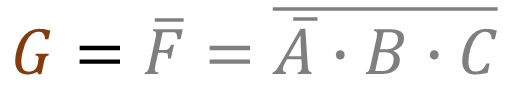 G = F̅ = \overline{A̅ · B · C}